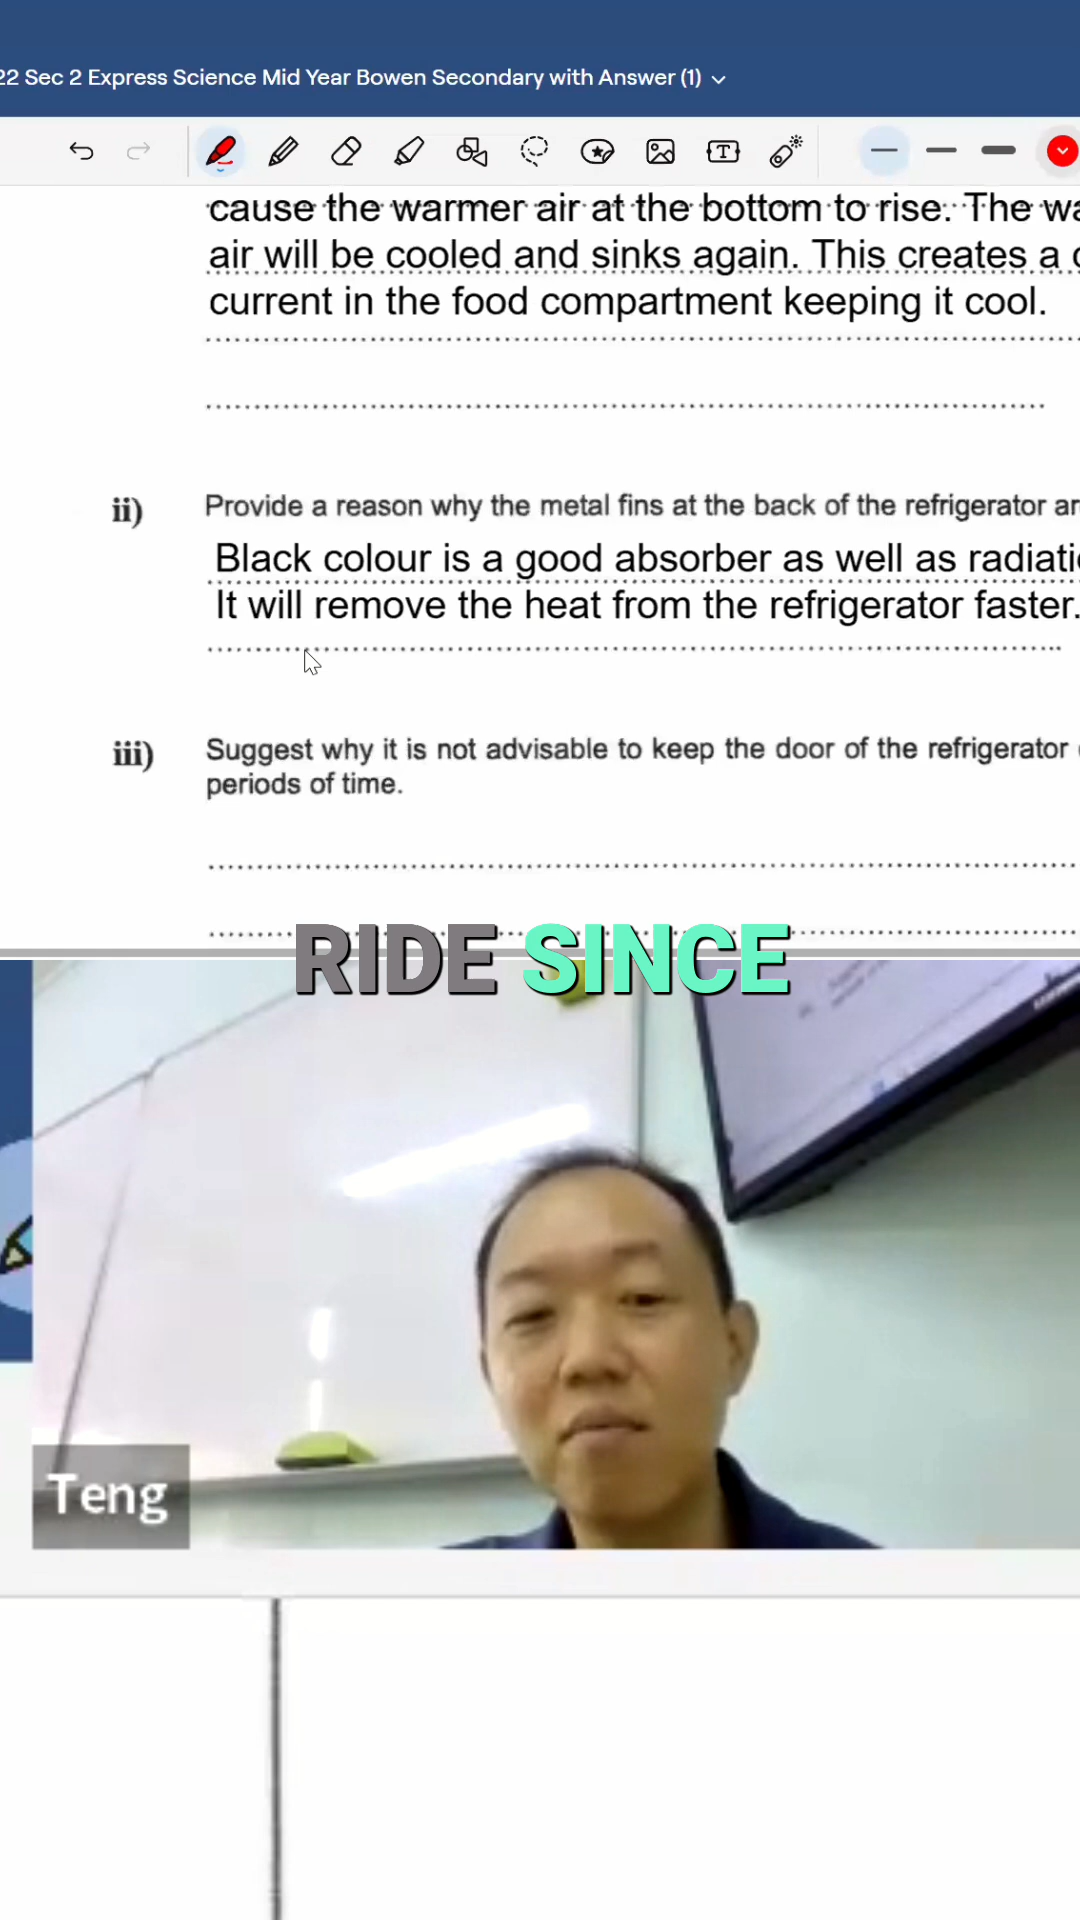 22 Sec 2 Express Science Mid Year Bowen Secondary with Answer (1)
cause the warmer air at the bottom to rise. The
air will be cooled and sinks again. This creates a
current in the food compartment keeping it cool.
ii) Provide a reason why the metal fins at the back of the refrigerator
Black colour is a good absorber as well as
It will remove the heat from the refrigerator faster.
iii) Suggest why it is not advisable to keep the door of the refrigerator
periods of time.
RIDE SINCE
Teng